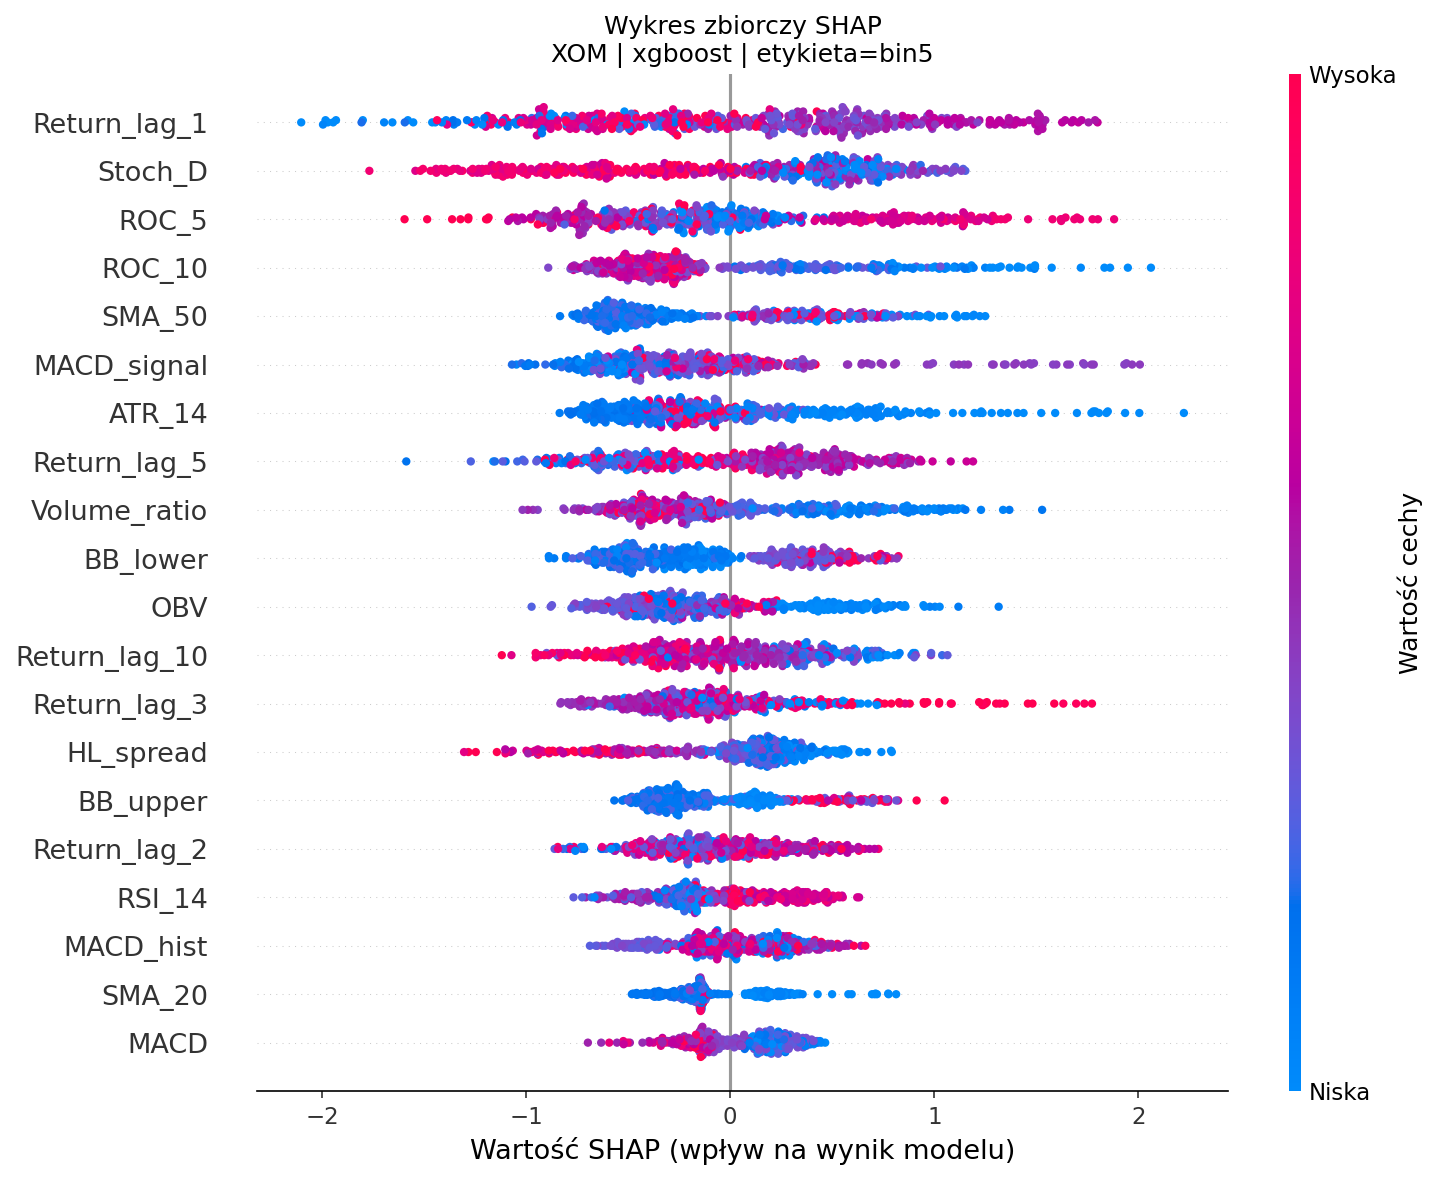 Wykres zbiorczy SHAP
XOM | xgboost | etykieta=bin5
Return_lag_1
Stoch_D
ROC_5
ROC_10
SMA_50
MACD_signal
ATR_14
Return_lag_5
Volume_ratio
BB_lower
OBV
Return_lag_10
Return_lag_3
HL_spread
BB_upper
Return_lag_2
RSI_14
MACD_hist
SMA_20
MACD
−2 −1 0 1 2
Wartość SHAP (wpływ na wynik modelu)
Wysoka
Wartość cechy
Niska